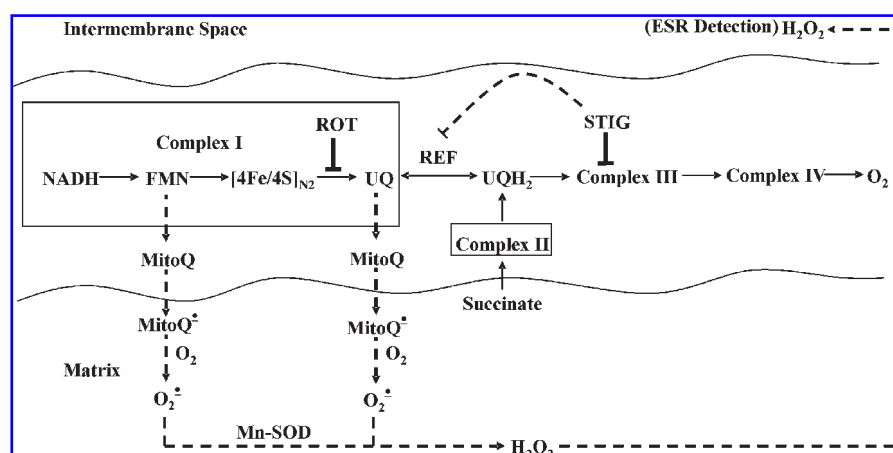 Intermembrane Space
(ESR Detection) H₂O₂
ROT
STIG
Complex I
REF
NADH FMN [4Fe/4S]N2 UQ UQH₂ Complex III Complex IV O₂
MitoQ MitoQ Complex II
Succinate
MitoQ•̲ MitoQ•̲
O₂ O₂
Matrix
O₂•̲ O₂•̲
Mn-SOD
H₂O₂